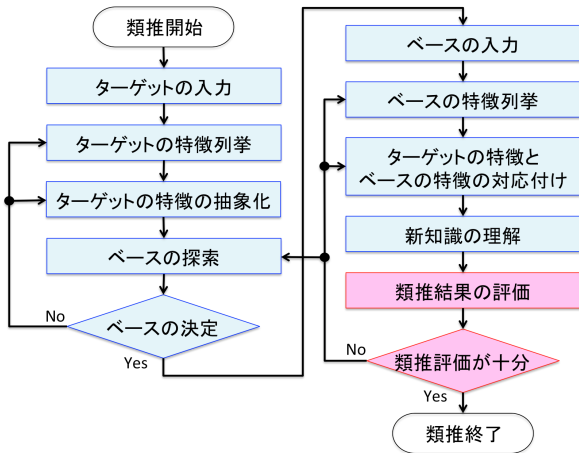 類推開始
ターゲットの入力
ターゲットの特徴列挙
ターゲットの特徴の抽象化
ベースの探索
ベースの決定
No
Yes
ベースの入力
ベースの特徴列挙
ターゲットの特徴と
ベースの特徴の対応付け
新知識の理解
類推結果の評価
類推評価が十分
No
Yes
類推終了